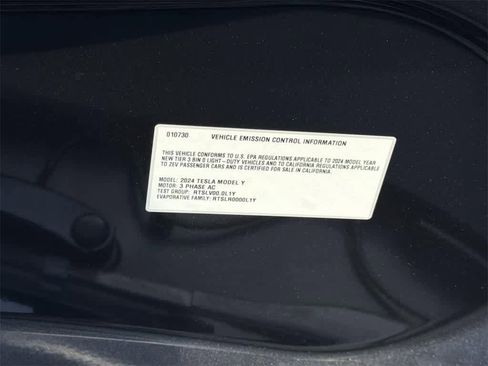 010730 VEHICLE EMISSION CONTROL INFORMATION
THIS VEHICLE CONFORMS TO U.S. EPA REGULATIONS APPLICABLE TO 2024 MODEL YEAR
NEW TIER 3 BIN 0 LIGHT-DUTY VEHICLES AND TO CALIFORNIA REGULATIONS APPLICABLE
TO ZEV PASSENGER CARS AND IS CERTIFIED FOR SALE IN CALIFORNIA.
MODEL: 2024 TESLA MODEL Y
MOTOR: 3 PHASE AC
TEST GROUP: RTSLV00.0L1Y
EVAPORATIVE FAMILY: RTSLR0000L1Y